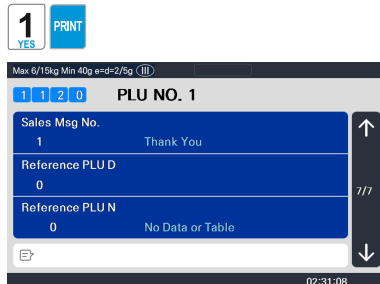 1
YES
PRINT
Max 6/15kg Min 40g e=d=2/5g III
1 1 2 0 PLU NO. 1
Sales Msg No.
1 Thank You
Reference PLU D
0
7/7
Reference PLU N
0 No Data or Table
02:31:08